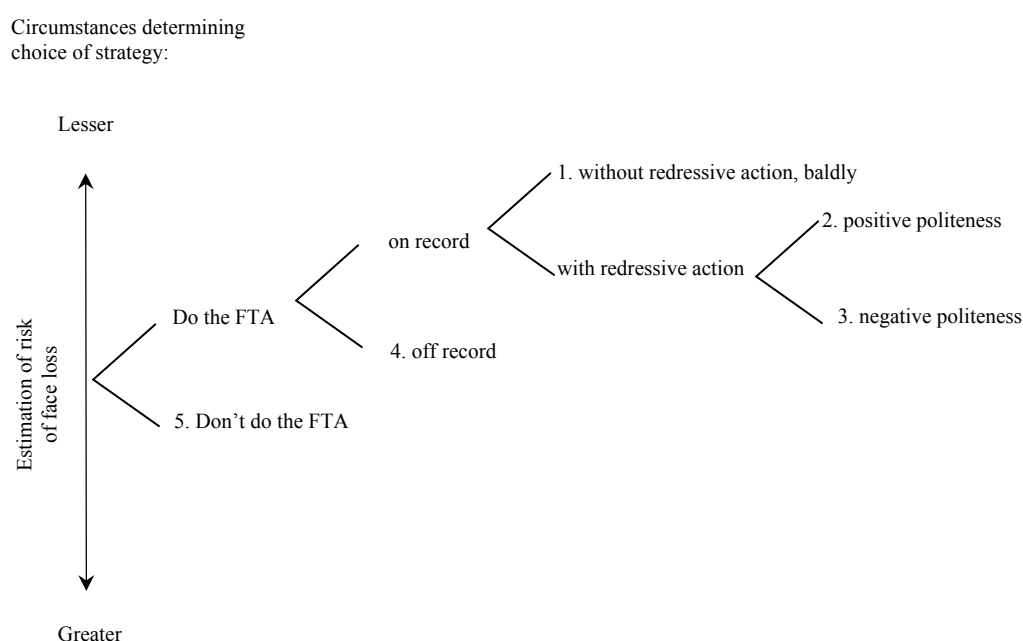 Circumstances determining
choice of strategy:
Lesser
1. without redressive action, baldly
2. positive politeness
on record
with redressive action
Do the FTA
3. negative politeness
4. off record
5. Don’t do the FTA
Estimation of risk
of face loss
Greater